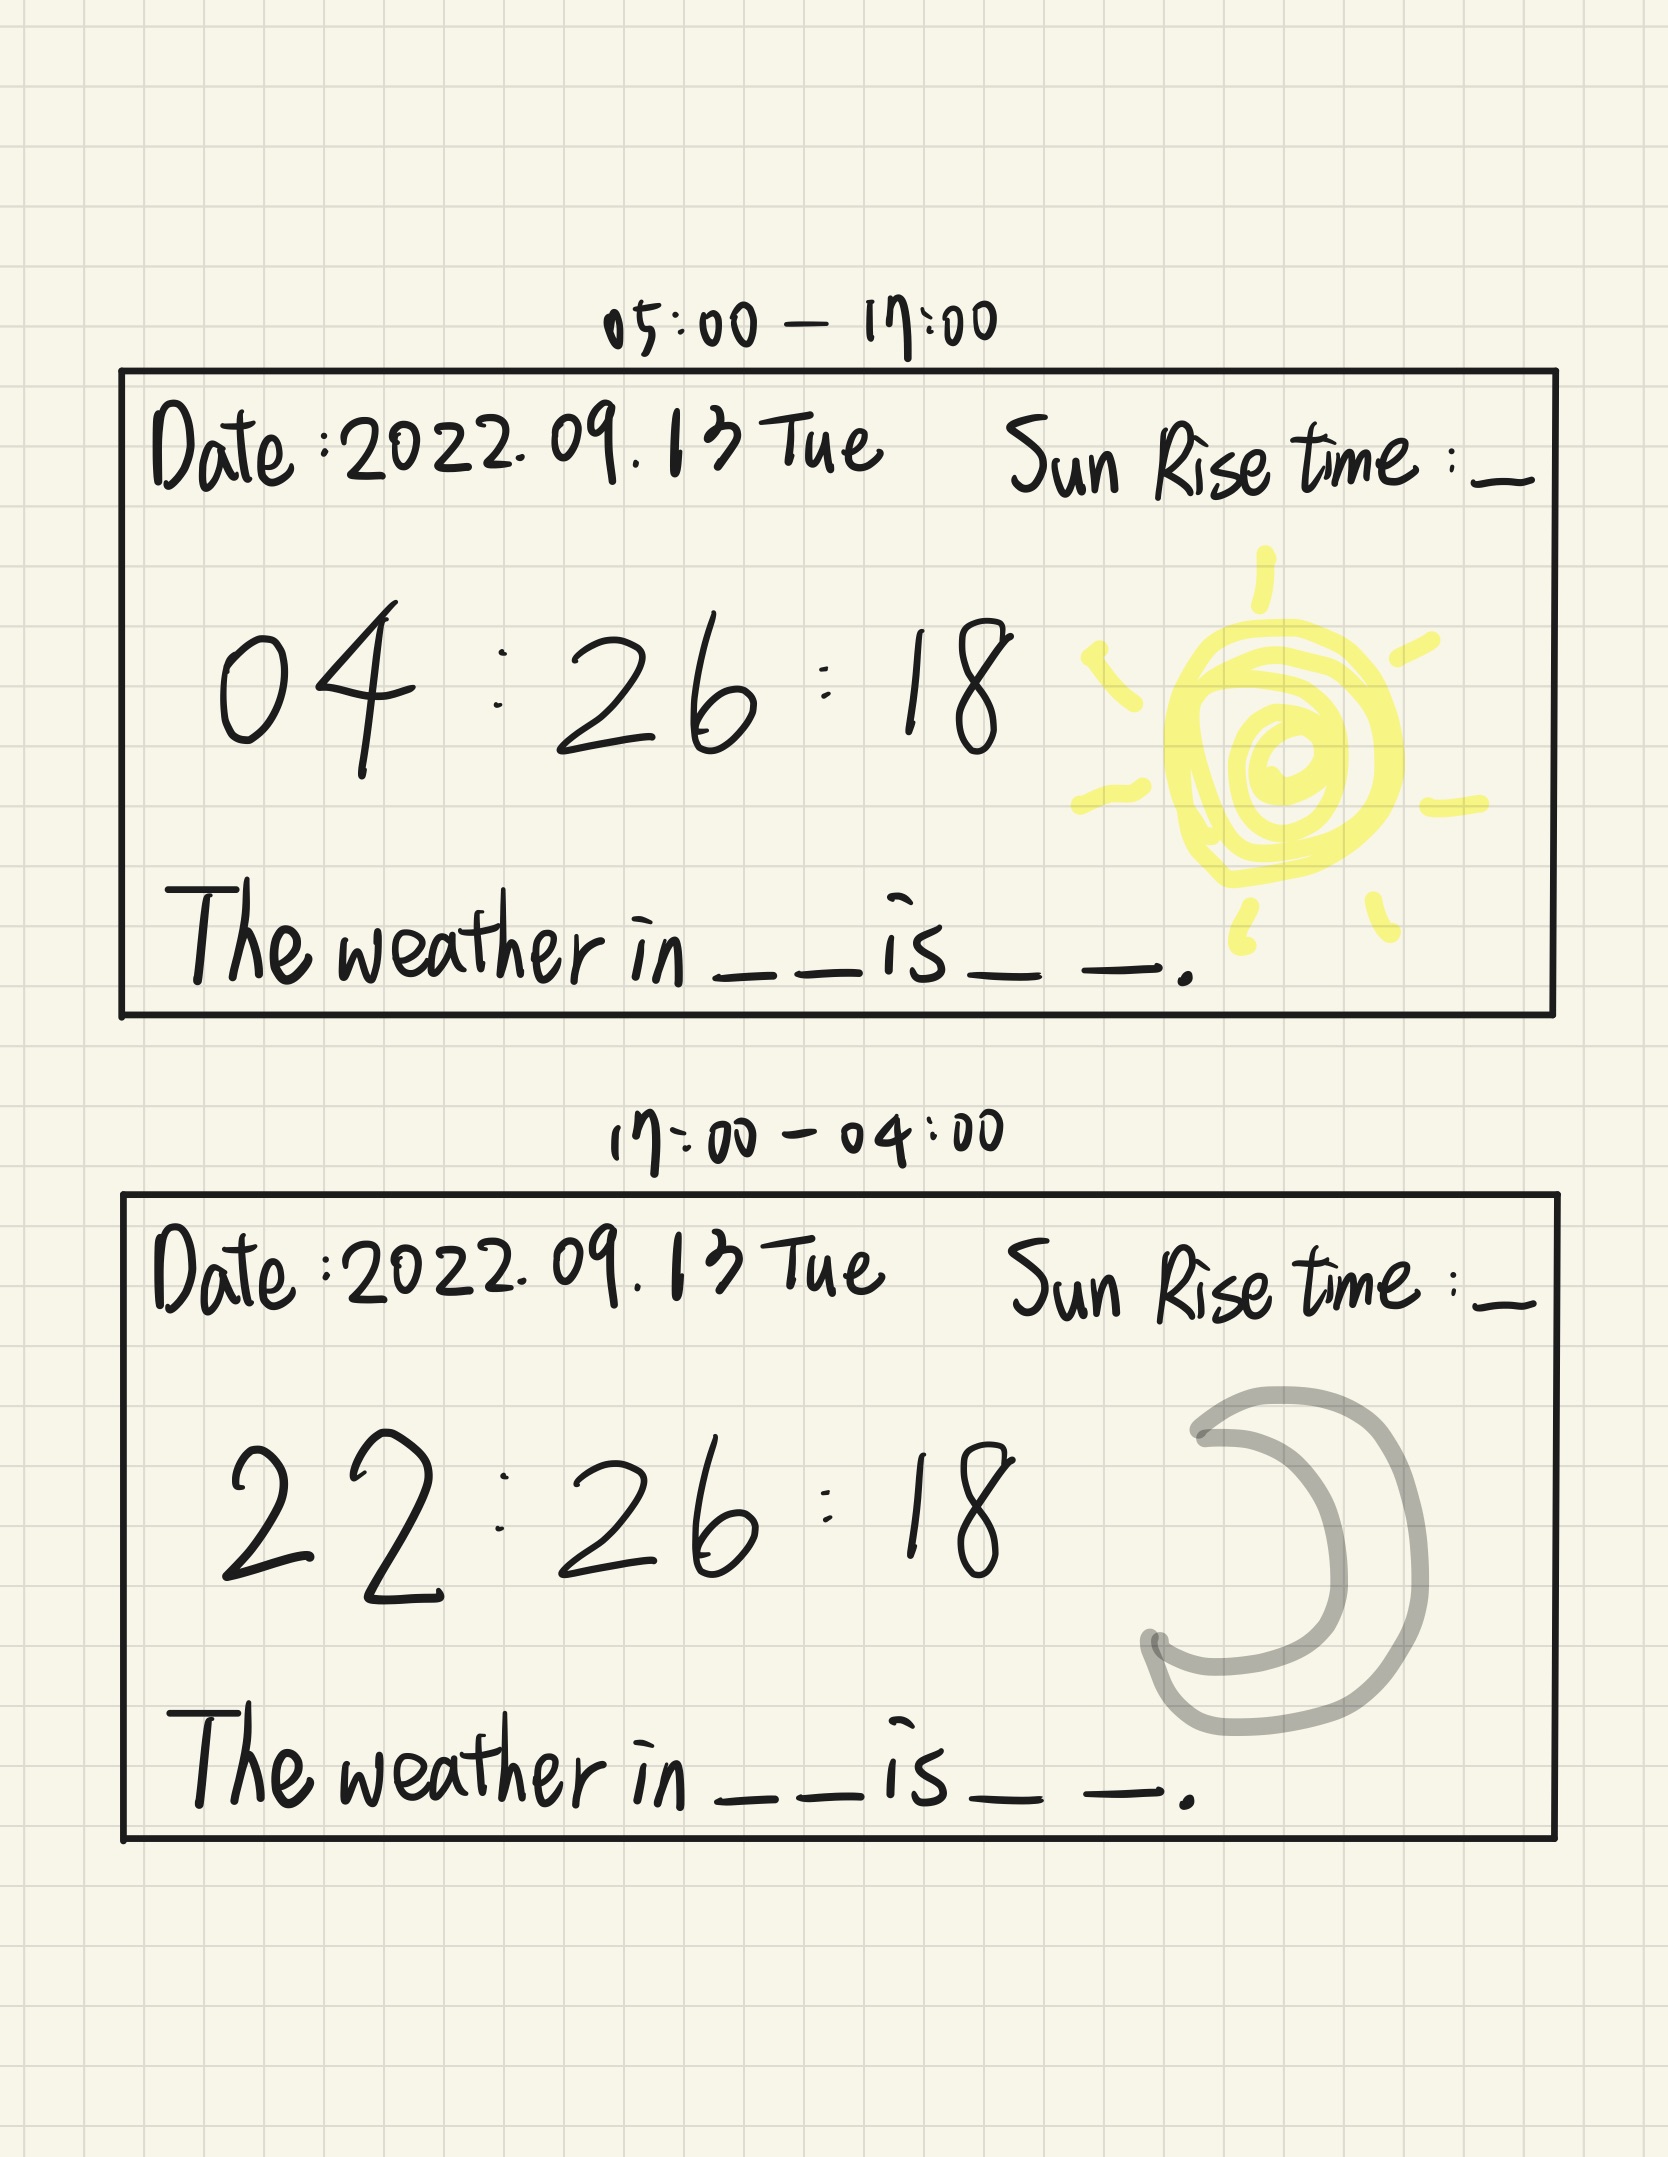 05:00 — 17:00
Date :2022.09.13 Tue Sun Rise time : _
04 : 26 : 18
The weather in _ _ is _ _.
17:00 - 04:00
Date :2022.09.13 Tue Sun Rise time : _
22 : 26 : 18
The weather in _ _ is _ _.